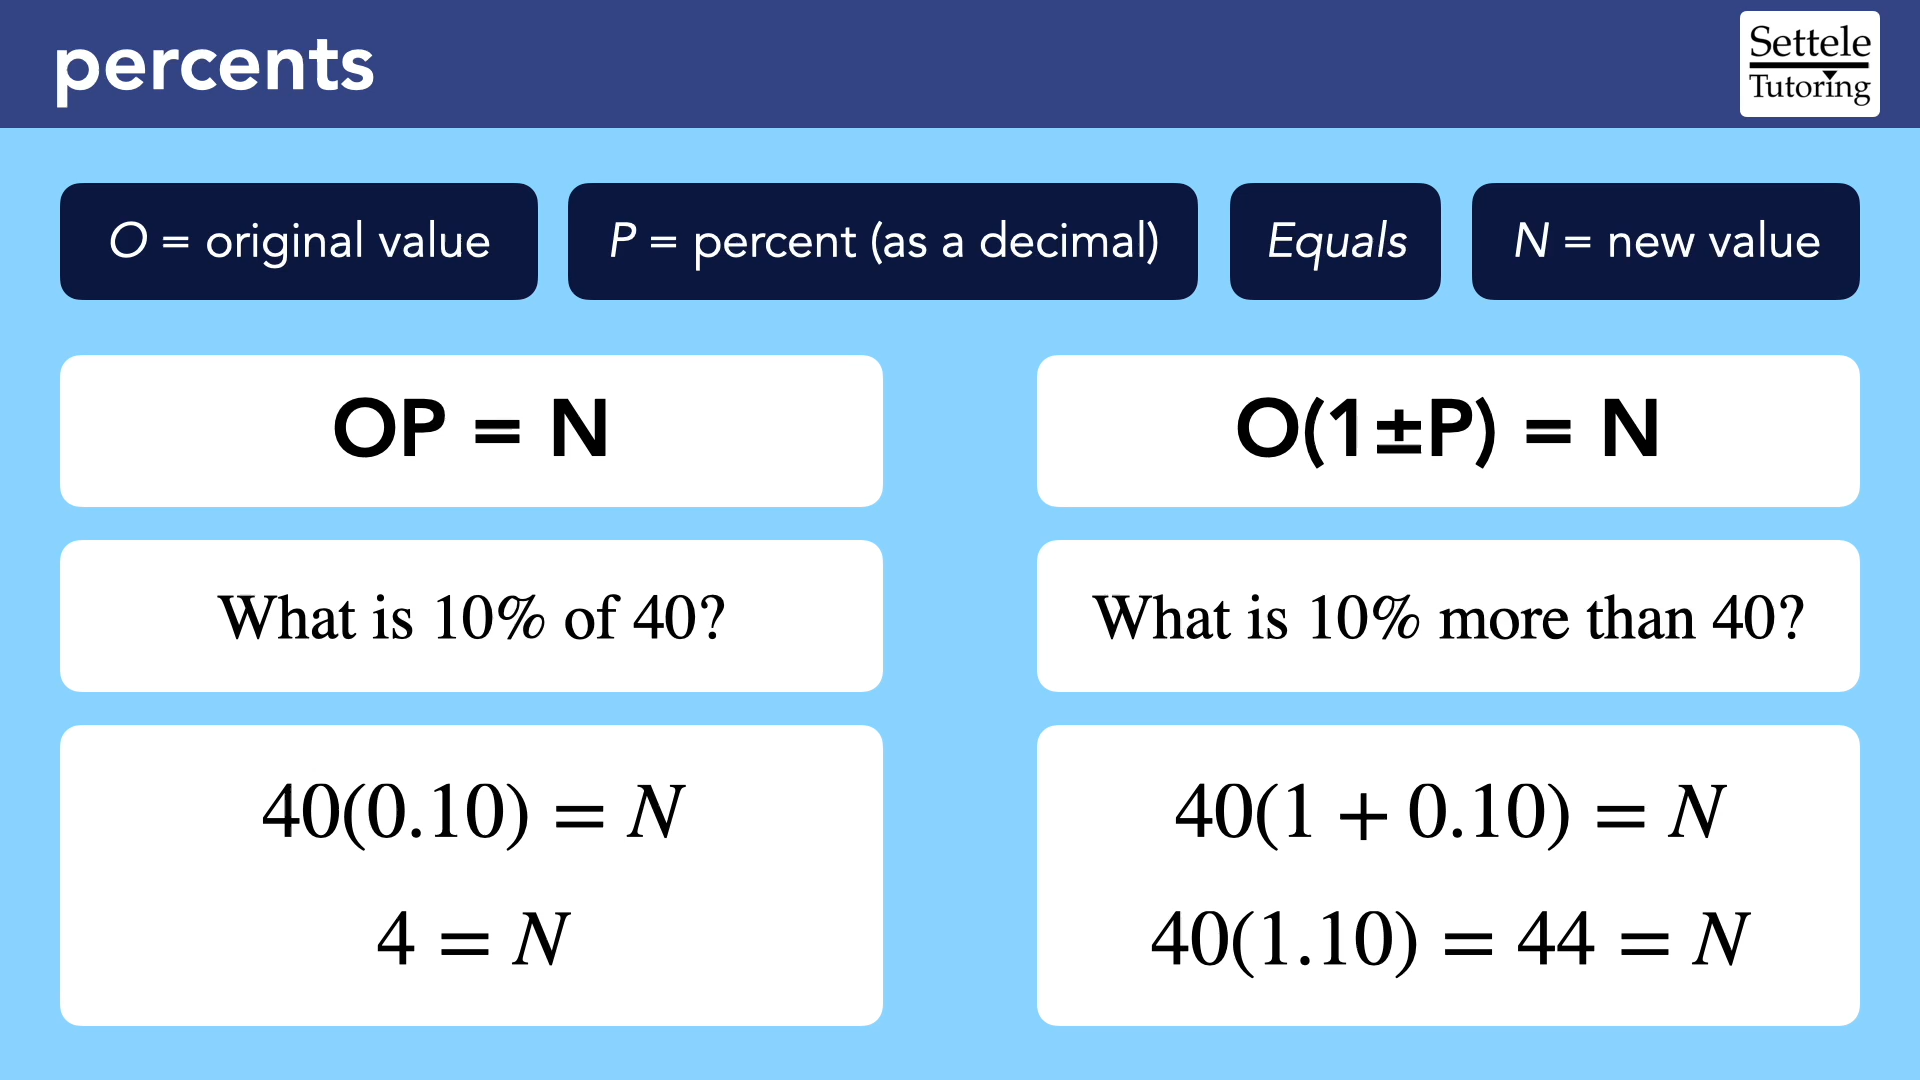 percents
Settele
Tutoring
O = original value
P = percent (as a decimal)
Equals
N = new value
OP = N
O(1±P) = N
What is 10% of 40?
What is 10% more than 40?
40(0.10) = N
4 = N
40(1 + 0.10) = N
40(1.10) = 44 = N